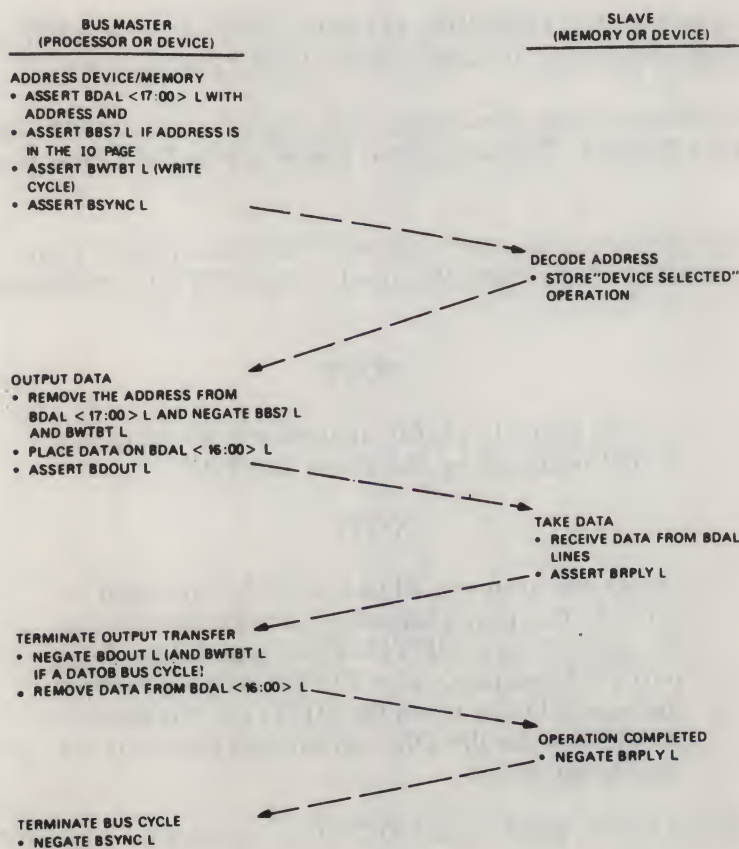 BUS MASTER
(PROCESSOR OR DEVICE)
SLAVE
(MEMORY OR DEVICE)
ADDRESS DEVICE/MEMORY
• ASSERT BDAL <17:00> L WITH
ADDRESS AND
• ASSERT BBS7 L IF ADDRESS IS
IN THE IO PAGE
• ASSERT BWTBT L (WRITE
CYCLE)
• ASSERT BSYNC L
DECODE ADDRESS
• STORE"DEVICE SELECTED"
OPERATION
OUTPUT DATA
• REMOVE THE ADDRESS FROM
BDAL <17:00> L AND NEGATE BBS7 L
AND BWTBT L
• PLACE DATA ON BDAL <16:00> L
• ASSERT BDOUT L
TAKE DATA
• RECEIVE DATA FROM BDAL
LINES
• ASSERT BRPLY L
TERMINATE OUTPUT TRANSFER
• NEGATE BDOUT L (AND BWTBT L
IF A DATOB BUS CYCLE)
• REMOVE DATA FROM BDAL <16:00> L
OPERATION COMPLETED
• NEGATE BRPLY L
TERMINATE BUS CYCLE
• NEGATE BSYNC L